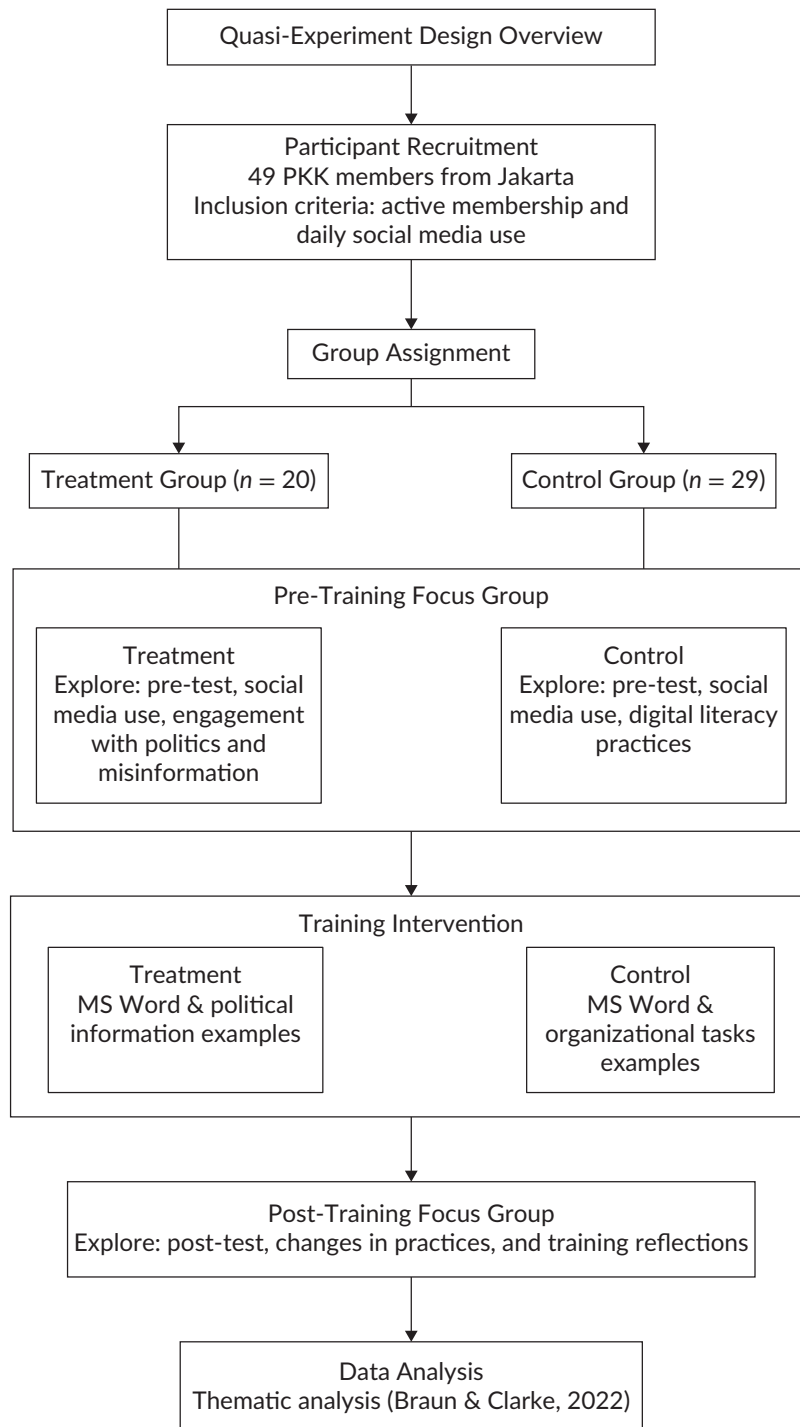 Quasi-Experiment Design Overview
Participant Recruitment
49 PKK members from Jakarta
Inclusion criteria: active membership and
daily social media use
Group Assignment
Treatment Group (n = 20)
Control Group (n = 29)
Pre-Training Focus Group
Treatment
Explore: pre-test, social
media use, engagement
with politics and
misinformation
Control
Explore: pre-test, social
media use, digital literacy
practices
Training Intervention
Treatment
MS Word & political
information examples
Control
MS Word &
organizational tasks
examples
Post-Training Focus Group
Explore: post-test, changes in practices, and training reflections
Data Analysis
Thematic analysis (Braun & Clarke, 2022)